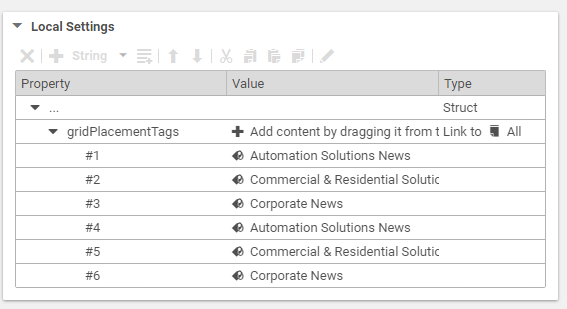 Local Settings
String
Property Value Type
... Struct
gridPlacementTags Add content by dragging it from t Link to All
#1 Automation Solutions News
#2 Commercial & Residential Solutic
#3 Corporate News
#4 Automation Solutions News
#5 Commercial & Residential Solutic
#6 Corporate News